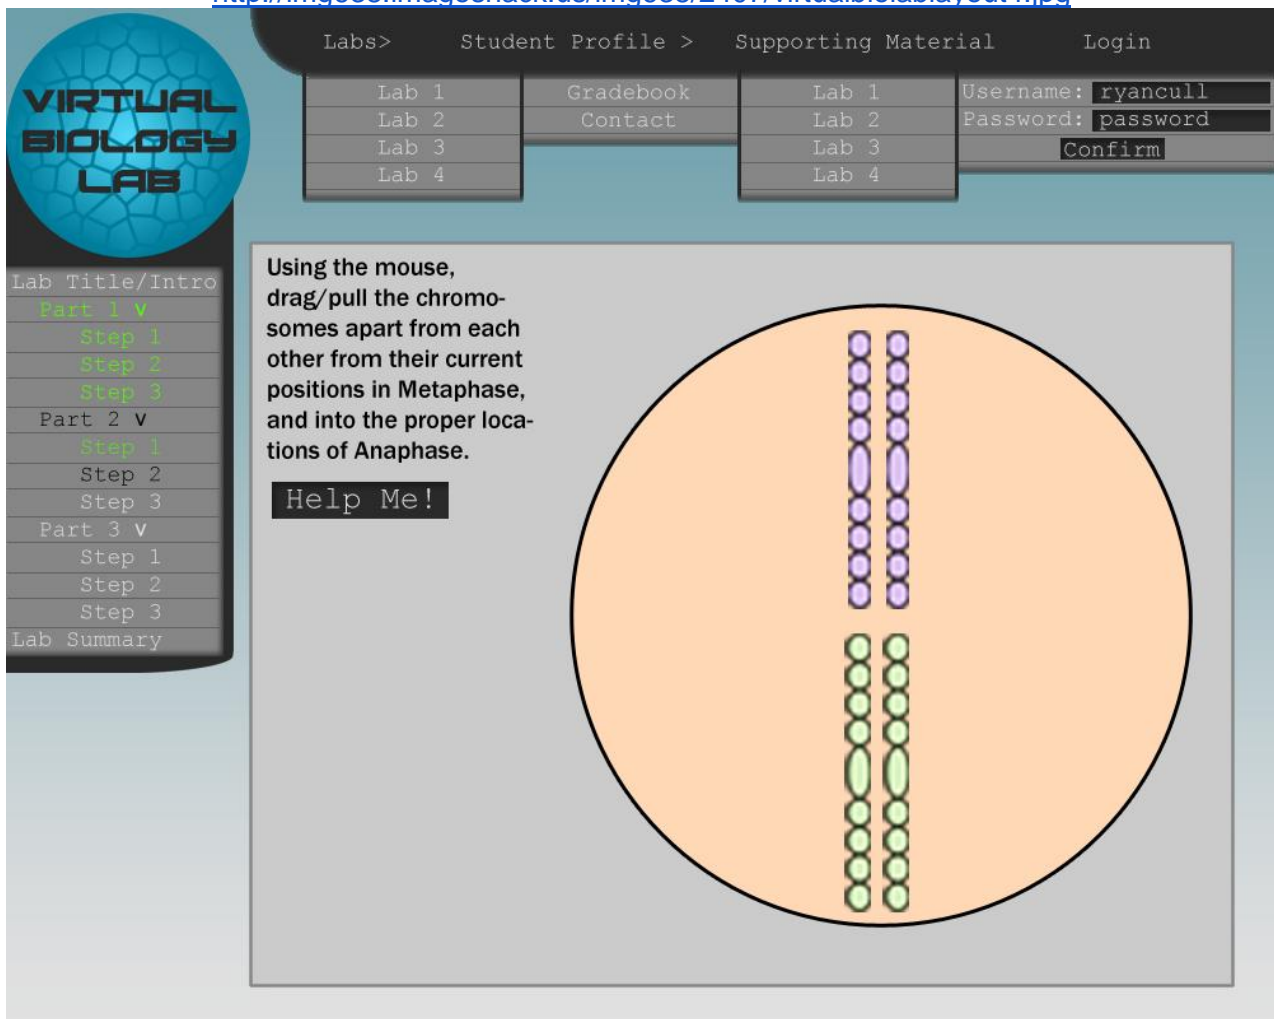 VIRTUAL
BIOLOGY
LAB
Labs> Student Profile > Supporting Material Login
Lab 1 Gradebook Lab 1 Username: ryancull
Lab 2 Contact Lab 2 Password: password
Lab 3 Lab 3 Confirm
Lab 4 Lab 4
Lab Title/Intro
Part 1 v
Step 1
Step 2
Step 3
Part 2 v
Step 1
Step 2
Step 3
Part 3 v
Step 1
Step 2
Step 3
Lab Summary
Using the mouse,
drag/pull the chromo-
somes apart from each
other from their current
positions in Metaphase,
and into the proper loca-
tions of Anaphase.
Help Me!